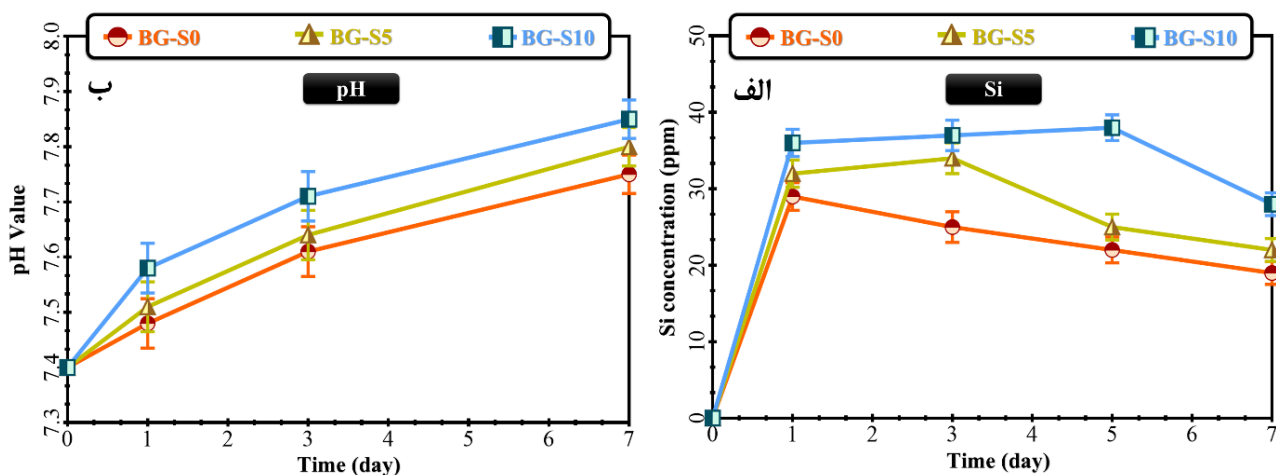 BG-S0 BG-S5 BG-S10
ب
pH
pH Value
8.0
7.9
7.8
7.7
7.6
7.5
7.4
7.3
0 1 2 3 4 5 6 7
Time (day)
BG-S0 BG-S5 BG-S10
الف
Si
Si concentration (ppm)
50
40
30
20
10
0
0 1 2 3 4 5 6 7
Time (day)